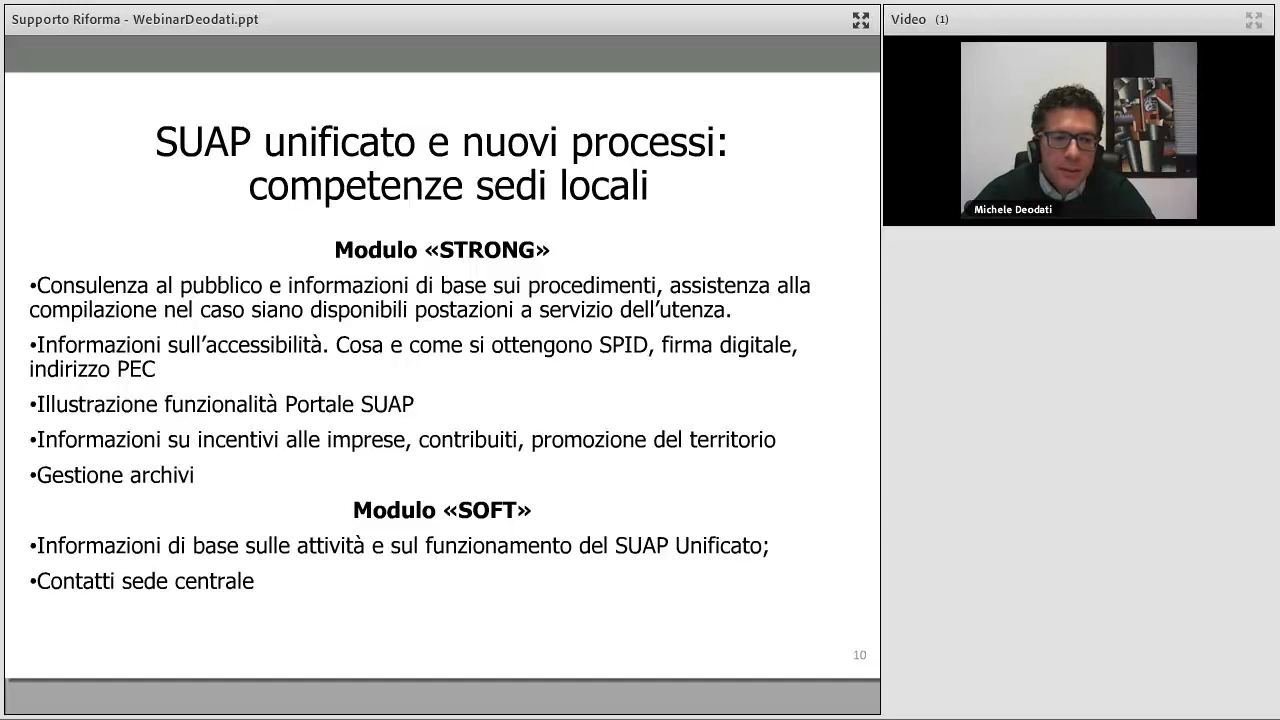 Supporto Riforma - WebinarDeodati.ppt
Video (1)
Michele Deodati
SUAP unificato e nuovi processi:
competenze sedi locali
Modulo «STRONG»
•Consulenza al pubblico e informazioni di base sui procedimenti, assistenza alla
compilazione nel caso siano disponibili postazioni a servizio dell’utenza.
•Informazioni sull’accessibilità. Cosa e come si ottengono SPID, firma digitale,
indirizzo PEC
•Illustrazione funzionalità Portale SUAP
•Informazioni su incentivi alle imprese, contribuiti, promozione del territorio
•Gestione archivi
Modulo «SOFT»
•Informazioni di base sulle attività e sul funzionamento del SUAP Unificato;
•Contatti sede centrale
10